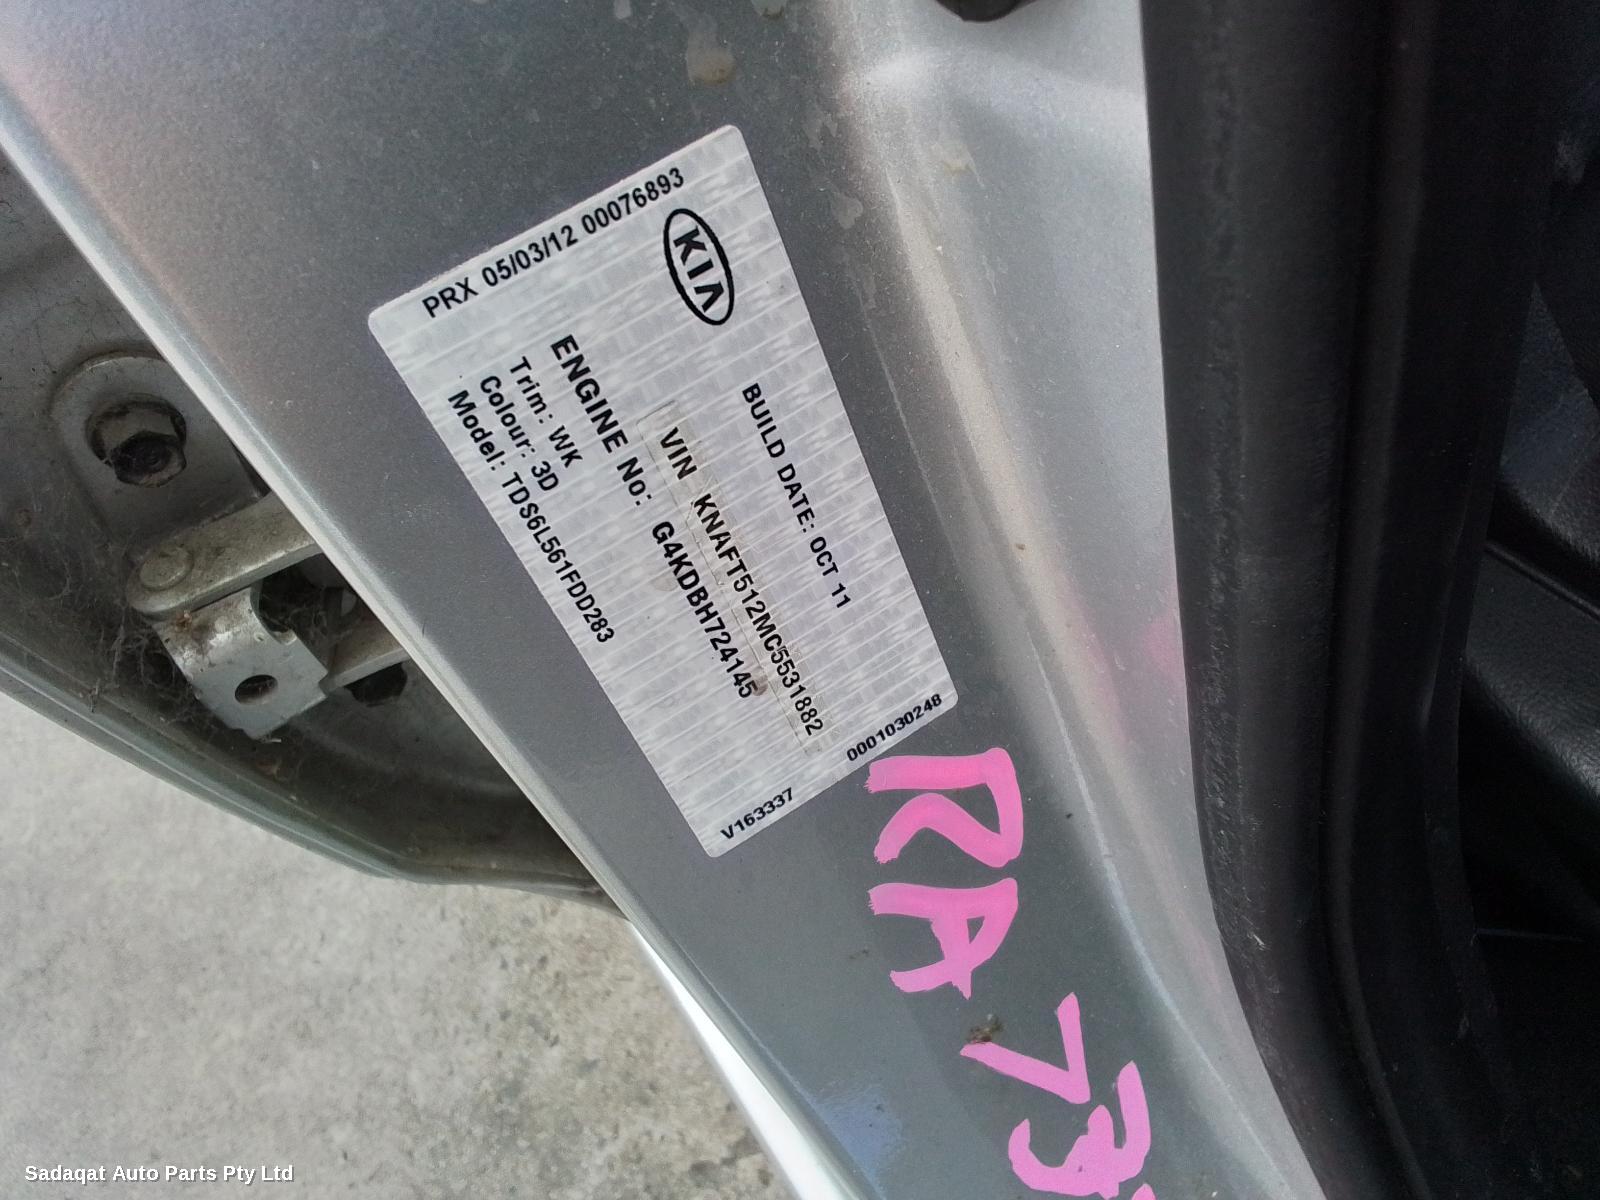 PRX 05/03/12 00076893
KIA
BUILD DATE: OCT 11
VIN KNAFT512MC5531882
ENGINE No: G4KDBH724145
Trim: WK
Colour: 3D
Model: TDS6L561FDD283
0001030248
V163337
RA 73
Sadaqat Auto Parts Pty Ltd